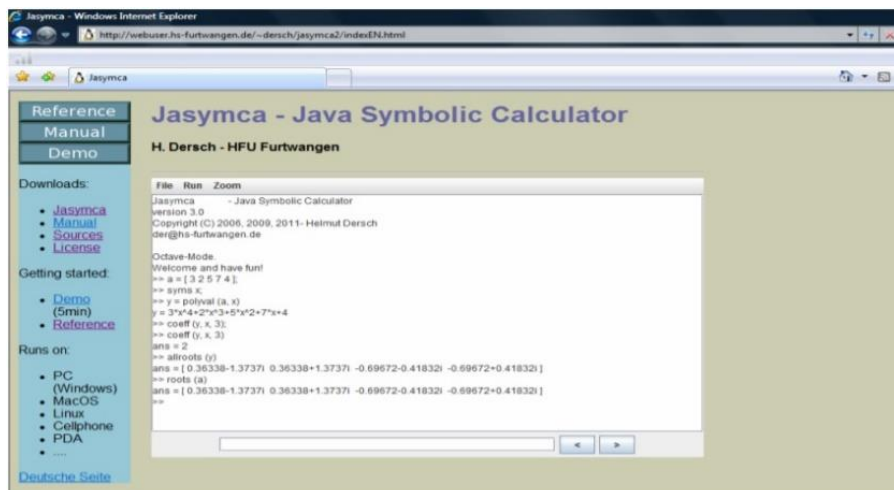 Jasymca - Windows Internet Explorer
http://webuser.hs-furtwangen.de/~dersch/jasymca2/indexEN.html
Jasymca
Reference
Manual
Demo
Downloads:
Jasymca
Manual
Sources
License
Getting started:
Demo
(5min)
Reference
Runs on:
PC
(Windows)
MacOS
Linux
Cellphone
PDA
....
Deutsche Seite
Jasymca - Java Symbolic Calculator
H. Dersch - HFU Furtwangen
File Run Zoom
Jasymca - Java Symbolic Calculator
version 3.0
Copyright (C) 2006, 2009, 2011- Helmut Dersch
der@hs-furtwangen.de
Octave-Mode.
Welcome and have fun!
>> a = [ 3 2 5 7 4 ];
>> syms x;
>> y = polyval (a, x)
y = 3*x^4+2*x^3+5*x^2+7*x+4
>> coeff (y, x, 3);
>> coeff (y, x, 3)
ans = 2
>> allroots (y)
ans = [ 0.36338-1.3737i 0.36338+1.3737i -0.69672-0.41832i -0.69672+0.41832i ]
>> roots (a)
ans = [ 0.36338-1.3737i 0.36338+1.3737i -0.69672-0.41832i -0.69672+0.41832i ]
>>
< >